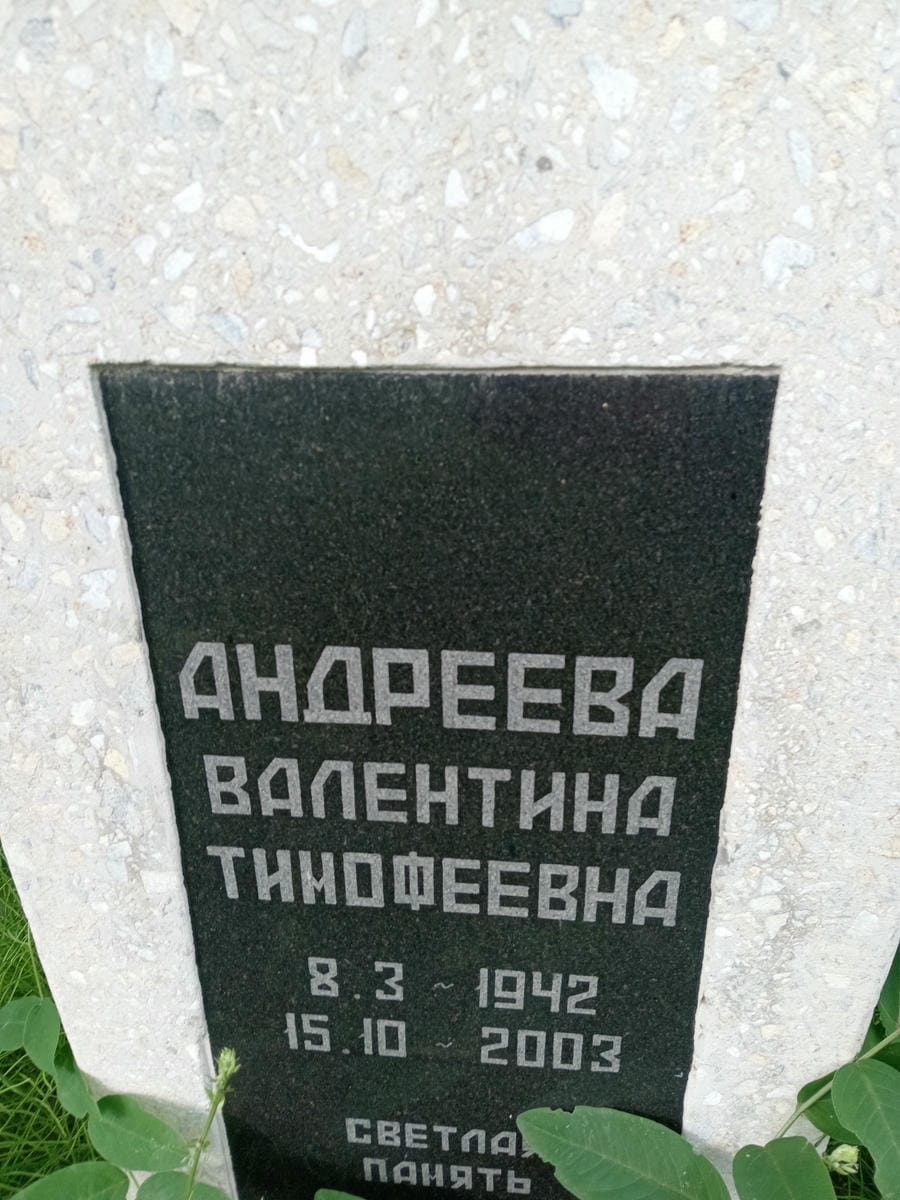 АНДРЕЕВА
ВАЛЕНТИНА
ТИМОФЕЕВНА
8.3 ~ 1942
15.10 ~ 2003
СВЕТЛАЯ
ПАМЯТЬ